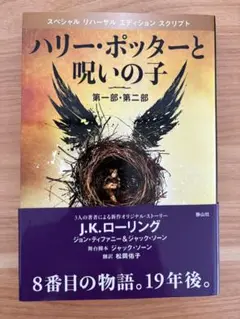 スペシャル リハーサル エディション スクリプト
ハリー・ポッターと
呪いの子
第一部・第二部
3人の著者による新作オリジナル・ストーリー
静山社
J.K.ローリング
ジョン・ティファニー&ジャック・ソーン
舞台脚本 ジャック・ソーン
翻訳 松岡佑子
8番目の物語。19年後。